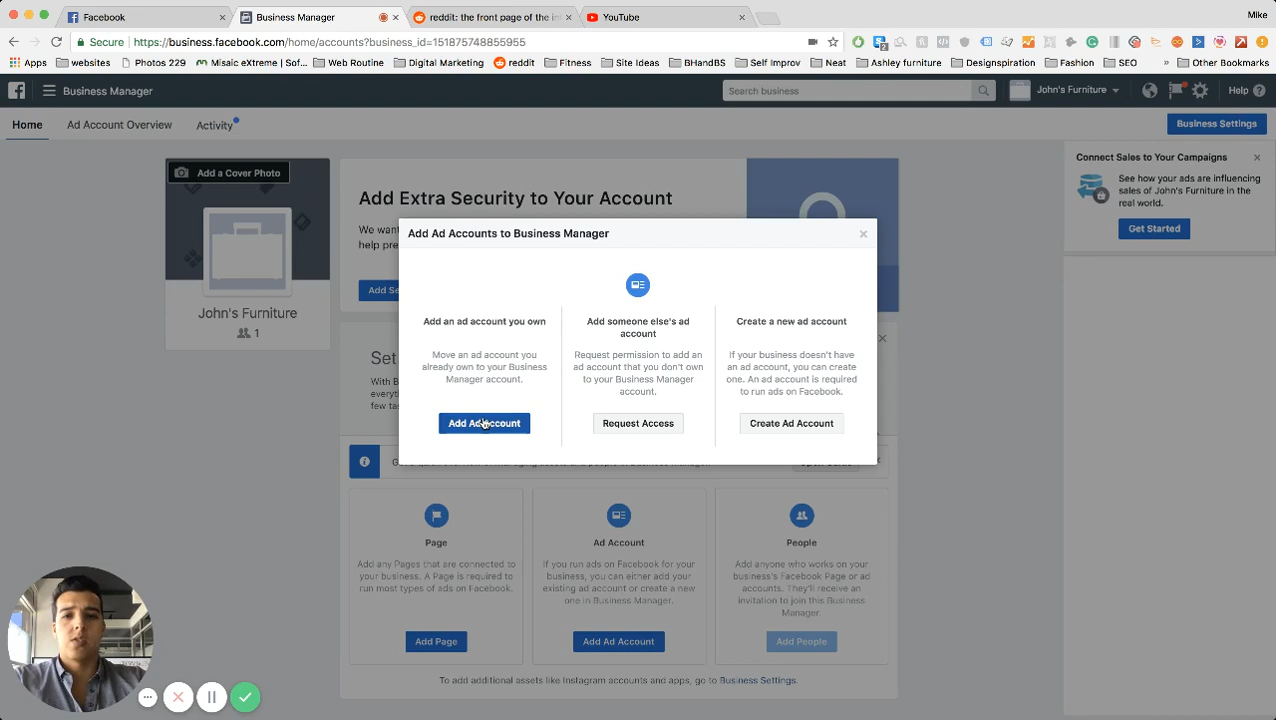 Facebook
Business Manager
reddit: the front page of the in
YouTube
Mike
Secure
https://business.facebook.com/home/accounts?business_id=151875748855955
Apps
websites
Photos 229
Misaic eXtreme | Sof...
Web Routine
Digital Marketing
reddit
Fitness
Site Ideas
BHandBS
Self Improv
Neat
Ashley furniture
Designspiration
Fashion
SEO
»
Other Bookmarks
Business Manager
Search business
John's Furniture
Help
Home
Ad Account Overview
Activity
Business Settings
Add a Cover Photo
John's Furniture
1
Add Extra Security to Your Account
We want
help pre
Add Se
Connect Sales to Your Campaigns
See how your ads are influencing
sales of John's Furniture in the
real world.
Get Started
Add Ad Accounts to Business Manager
Add an ad account you own
Move an ad account you
already own to your Business
Manager account.
Add Ad Account
Add someone else's ad
account
Request permission to add an
ad account that you don't own
to your Business Manager
account.
Request Access
Create a new ad account
If your business doesn't have
an ad account, you can create
one. An ad account is required
to run ads on Facebook.
Create Ad Account
Set
With B
everyth
few tas
Page
Add any Pages that are connected to
your business. A Page is required to
run most types of ads on Facebook.
Add Page
Ad Account
If you run ads on Facebook for your
business, you can either add your
existing ad account or create a new
one in Business Manager.
Add Ad Account
People
Add anyone who works on your
business's Facebook Page or ad
accounts. They'll receive an
invitation to join this Business
Manager.
Add People
To add additional assets like Instagram accounts and apps, go to Business Settings.